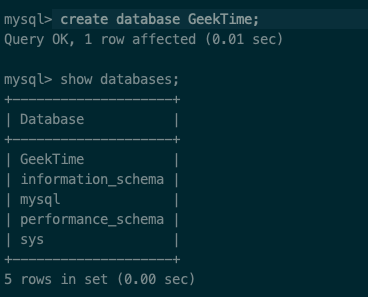 mysql> create database GeekTime;
Query OK, 1 row affected (0.01 sec)
mysql> show databases;
+--------------------+
| Database           |
+--------------------+
| GeekTime           |
| information_schema |
| mysql              |
| performance_schema |
| sys                |
+--------------------+
5 rows in set (0.00 sec)